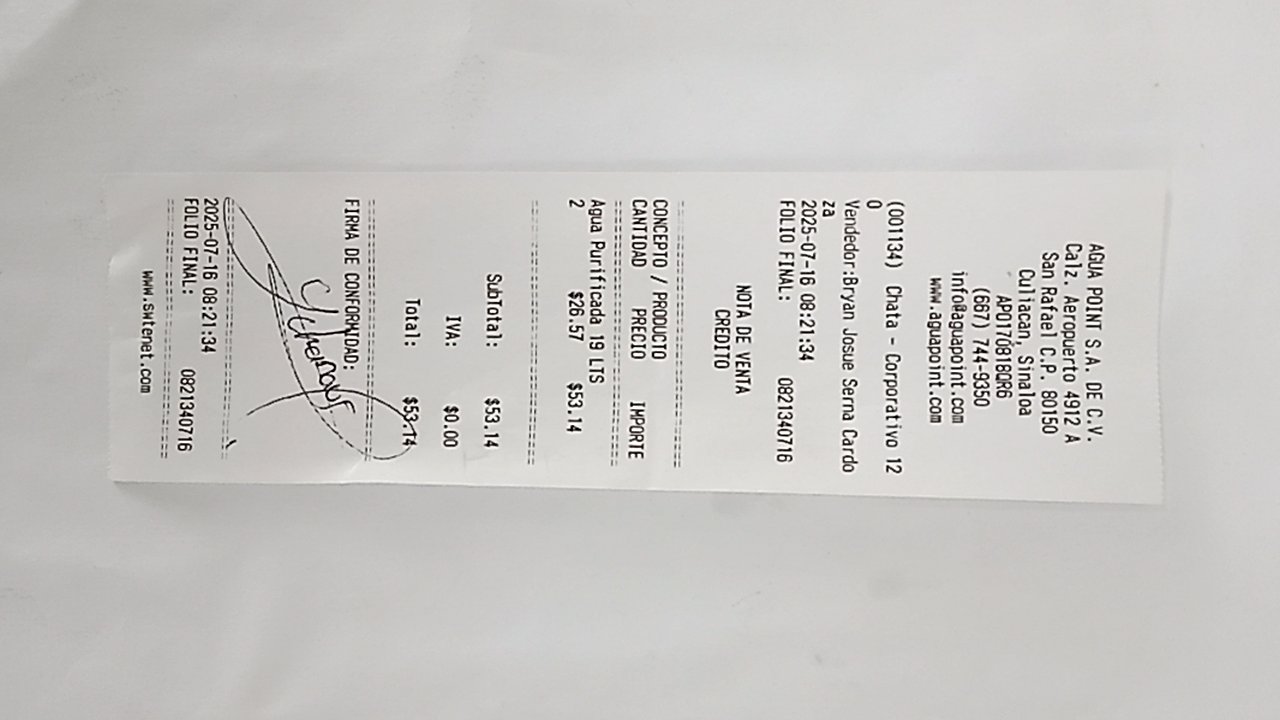 AGUA POINT S.A. DE C.V.
Calz. Aeropuerto 4912 A
San Rafael C.P. 80150
Culiacan, Sinaloa
APO170818QR6
(667) 744-9350
info@aguapoint.com
www.aguapoint.com
(001134) Chata - Corporativo 12
0
Vendedor:Bryan Josue Serna Cardo
za
2025-07-16 08:21:34
FOLIO FINAL: 0821340716
NOTA DE VENTA
CREDITO
CONCEPTO / PRODUCTO
CANTIDAD PRECIO IMPORTE
Agua Purificada 19 LTS
2 $26.57 $53.14
SubTotal: $53.14
IVA: $0.00
Total: $53.14
FIRMA DE CONFORMIDAD:
2025-07-16 08:21:34
FOLIO FINAL: 0821340716
www.swtenet.com